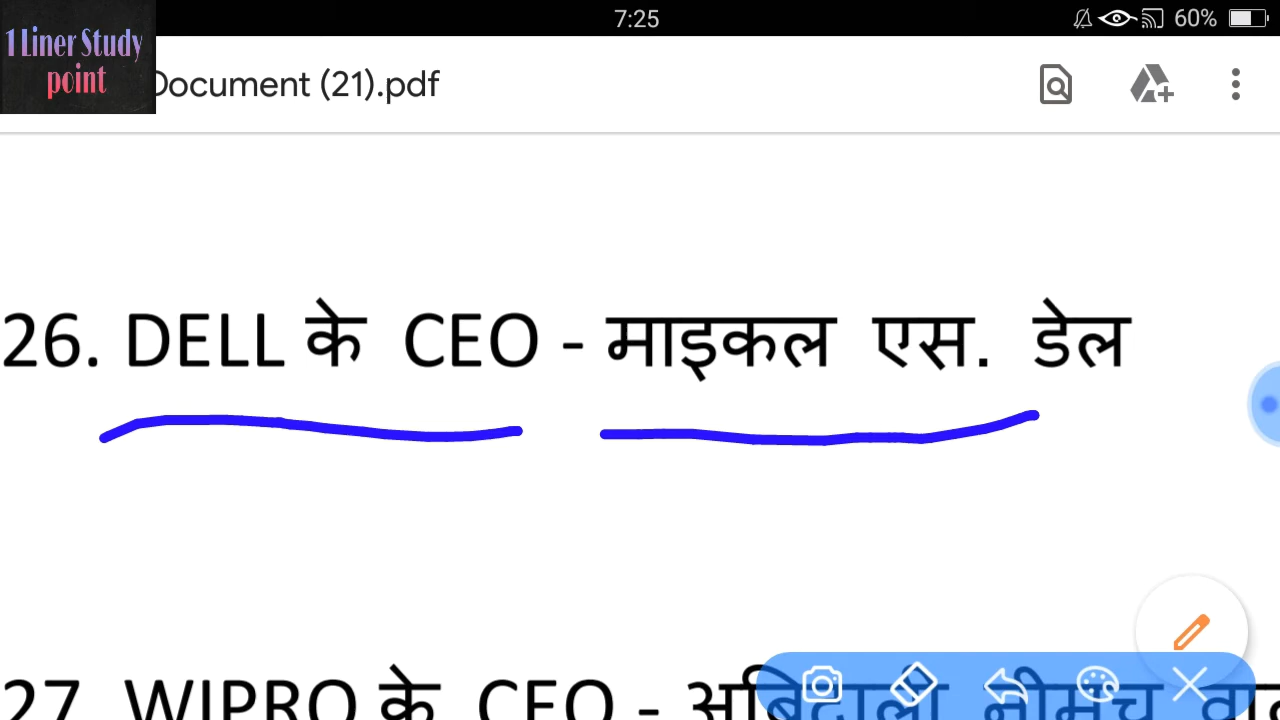 7:25
60%
1 Liner Study
point
Document (21).pdf
26. DELL के CEO - माइकल एस. डेल
27. WIPRO के CEO -